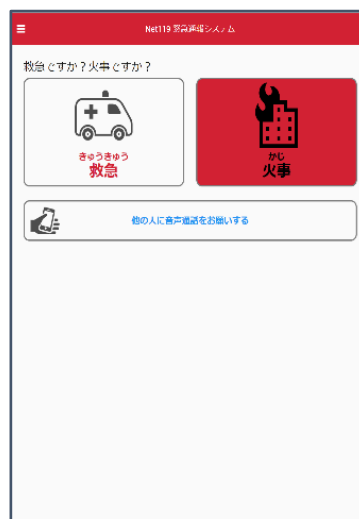 Net119 緊急通報システム
救急ですか?火事ですか?
きゅうきゅう
救急
かじ
火事
他の人に音声通話をお願いする